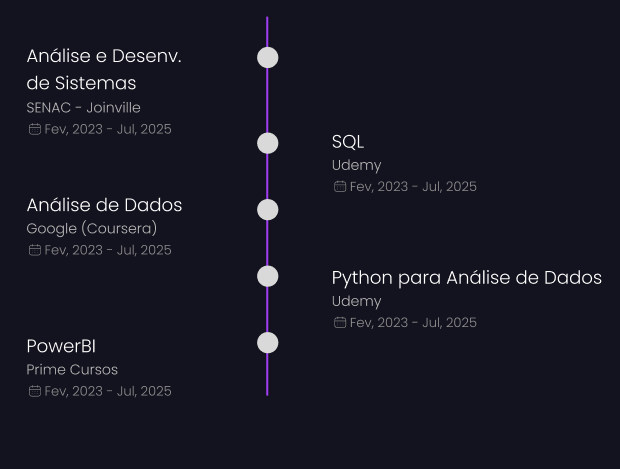 Análise e Desenv.
de Sistemas
SENAC - Joinville
Fev, 2023 - Jul, 2025
SQL
Udemy
Fev, 2023 - Jul, 2025
Análise de Dados
Google (Coursera)
Fev, 2023 - Jul, 2025
Python para Análise de Dados
Udemy
Fev, 2023 - Jul, 2025
PowerBI
Prime Cursos
Fev, 2023 - Jul, 2025